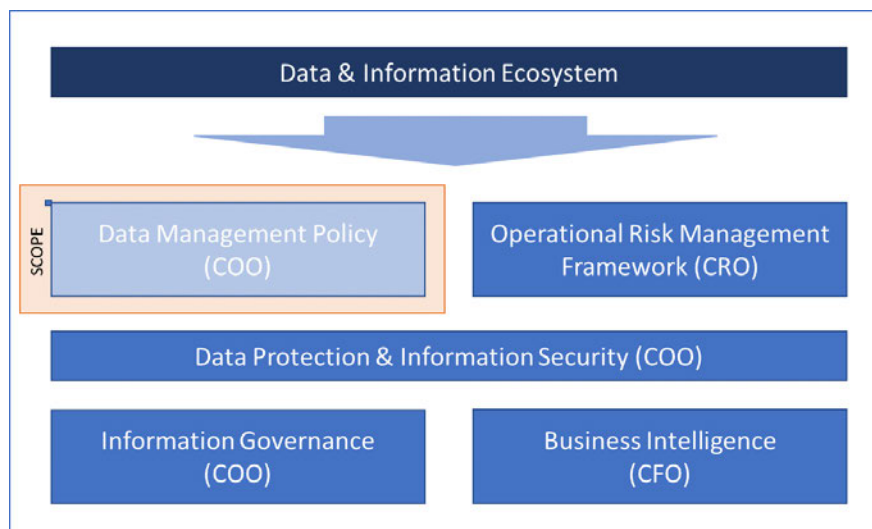 Data & Information Ecosystem
SCOPE
Data Management Policy
(COO)
Operational Risk Management
Framework (CRO)
Data Protection & Information Security (COO)
Information Governance
(COO)
Business Intelligence
(CFO)